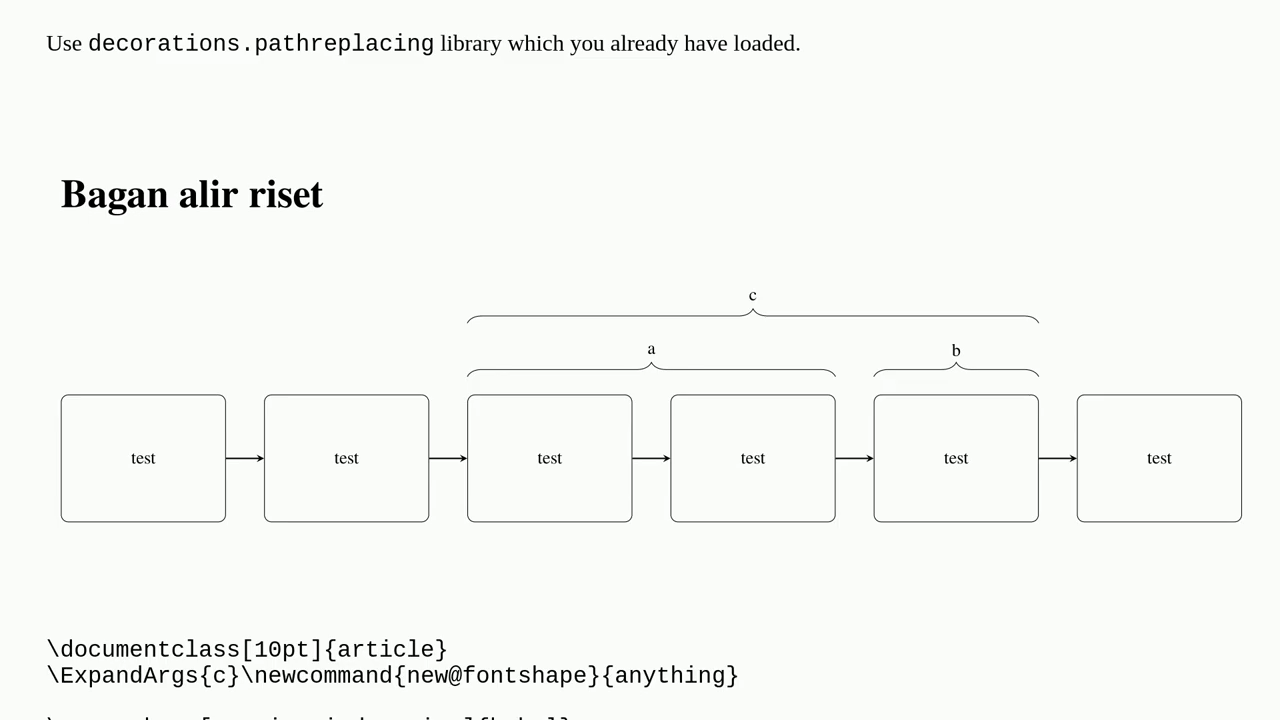 Use decorations.pathreplacing library which you already have loaded.
Bagan alir riset
c
a b
test test test test test test
\documentclass[10pt]{article}
\ExpandArgs{c}\newcommand{new@fontshape}{anything}